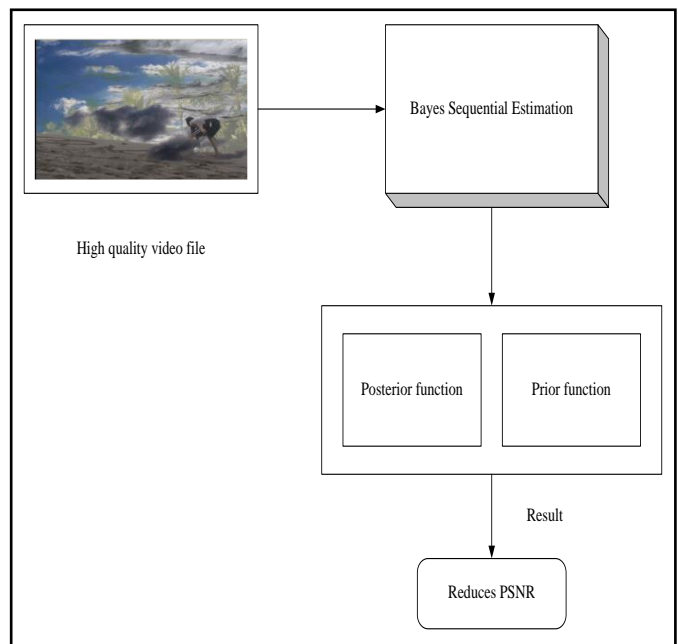 Bayes Sequential Estimation
High quality video file
Posterior function
Prior function
Result
Reduces PSNR